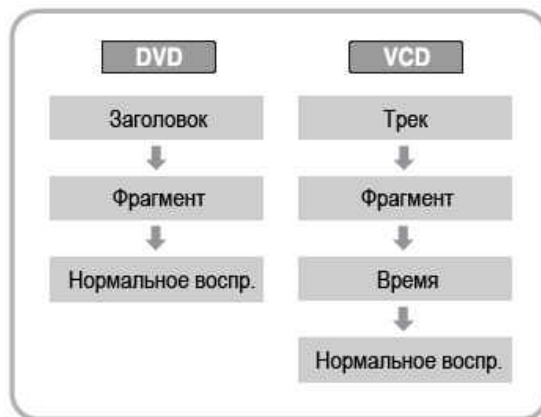 DVD
Заголовок
Фрагмент
Нормальное воспр.
VCD
Трек
Фрагмент
Время
Нормальное воспр.